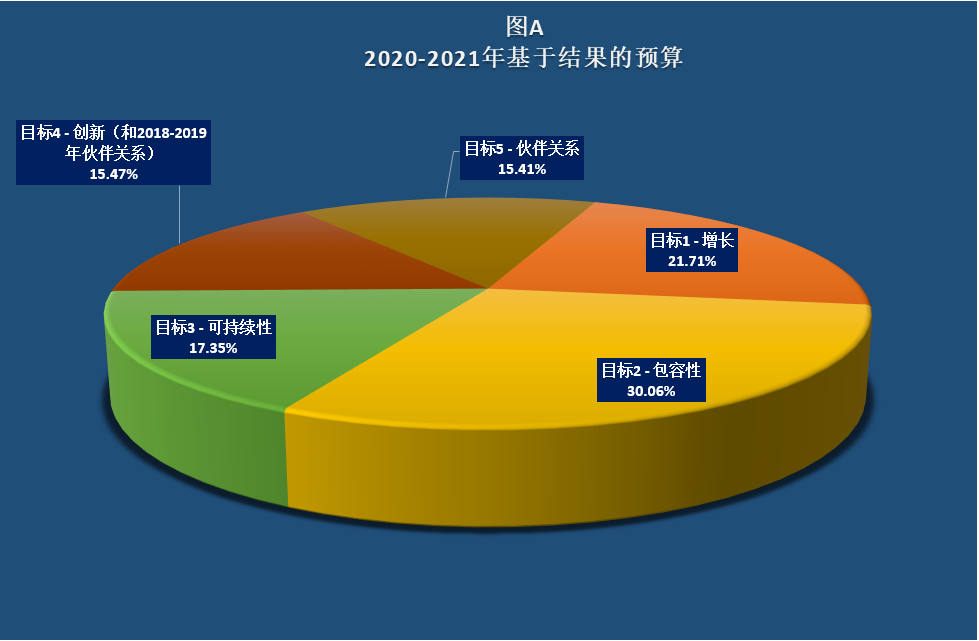 图A
2020-2021年基于结果的预算
目标4 - 创新（和2018-2019
年伙伴关系）
15.47%
目标5 - 伙伴关系
15.41%
目标1 - 增长
21.71%
目标3 - 可持续性
17.35%
目标2 - 包容性
30.06%